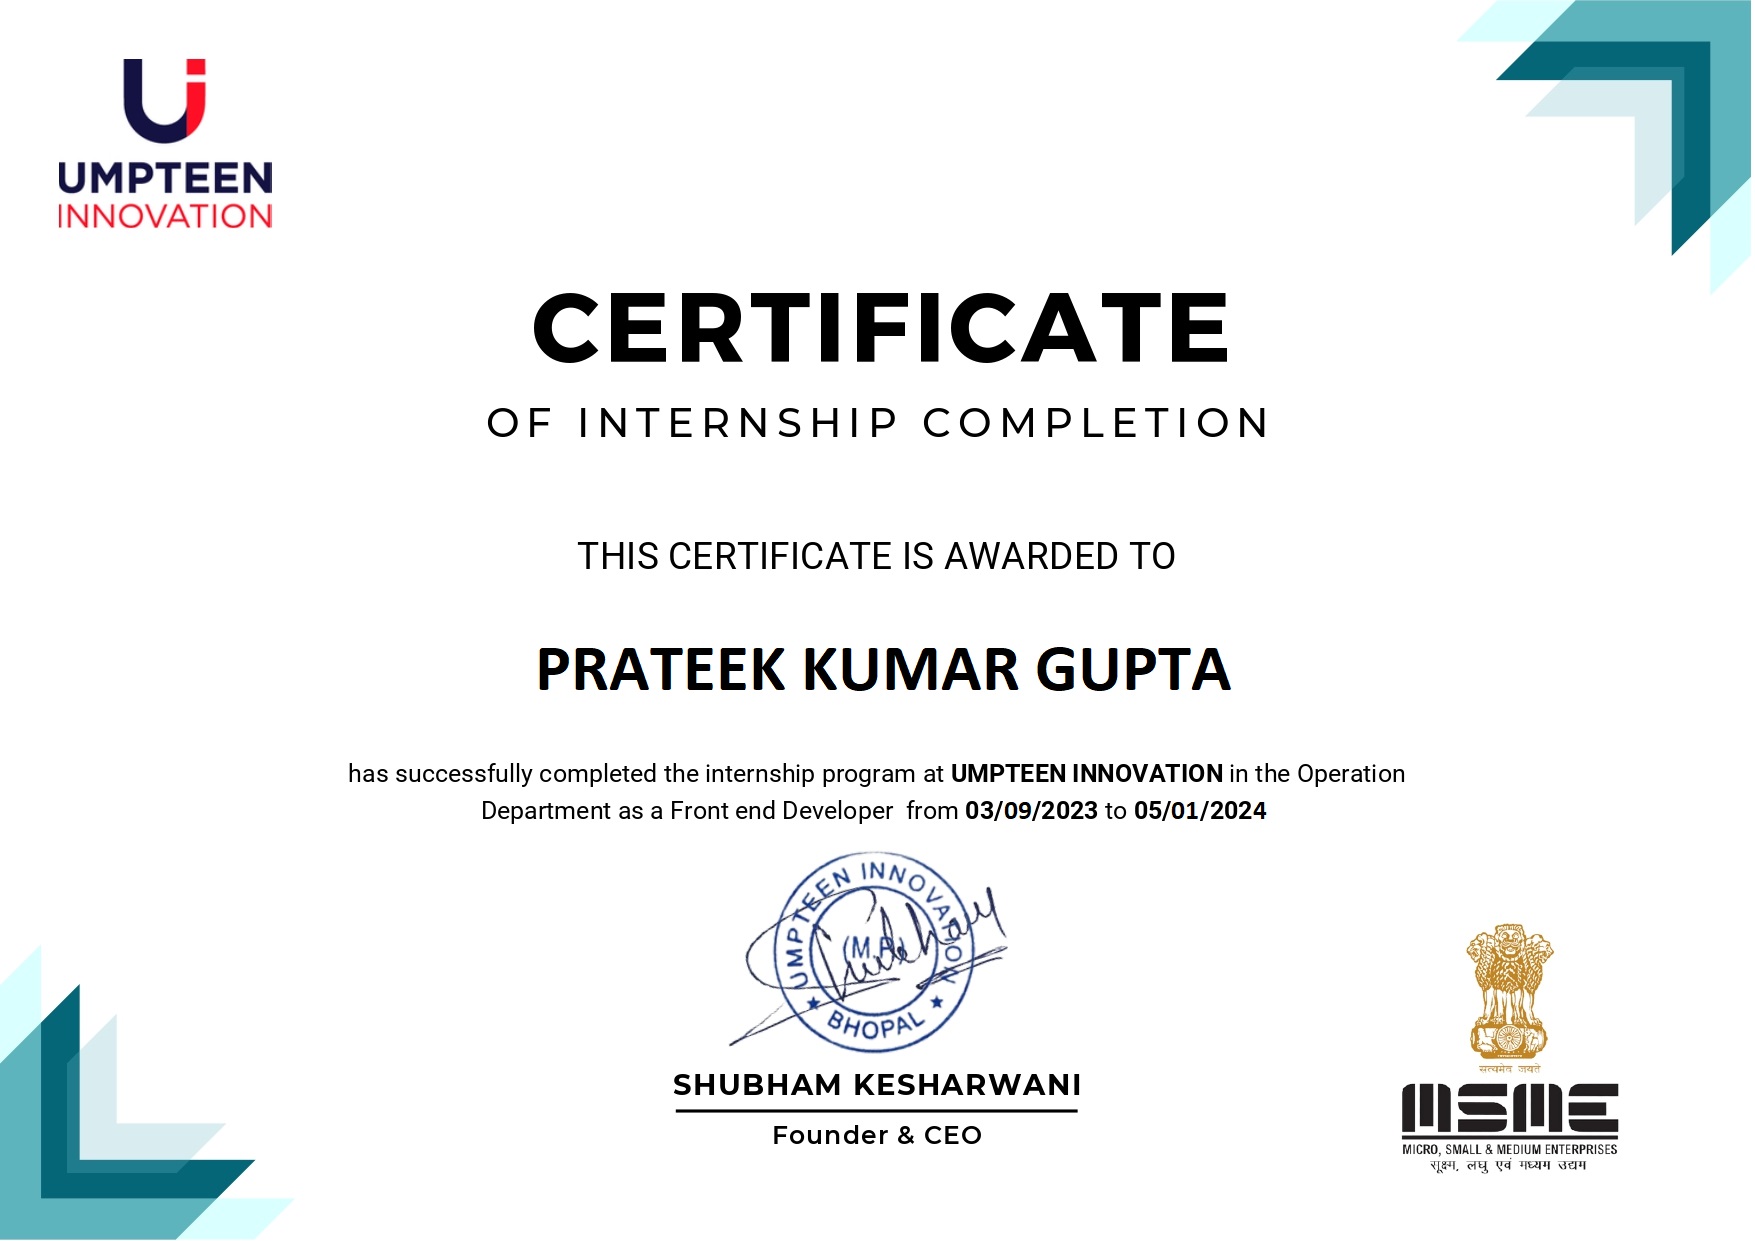 UMPTEEN
INNOVATION
CERTIFICATE
OF INTERNSHIP COMPLETION
THIS CERTIFICATE IS AWARDED TO
PRATEEK KUMAR GUPTA
has successfully completed the internship program at UMPTEEN INNOVATION in the Operation
Department as a Front end Developer from 03/09/2023 to 05/01/2024
UMPTEEN INNOVATION
(M.P.)
BHOPAL
SHUBHAM KESHARWANI
Founder & CEO
सत्यमेव जयते
MSME
MICRO, SMALL & MEDIUM ENTERPRISES
सूक्ष्म, लघु एवं मध्यम उद्यम